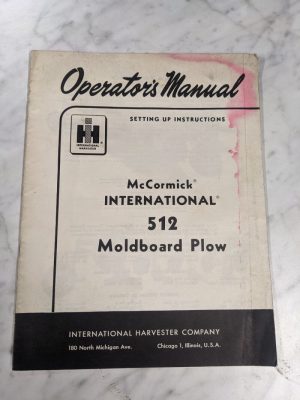 Operator's Manual
SETTING UP INSTRUCTIONS
IH
INTERNATIONAL
HARVESTER
McCormick®
INTERNATIONAL®
512
Moldboard Plow
INTERNATIONAL HARVESTER COMPANY
180 North Michigan Ave. Chicago 1, Illinois, U.S.A.